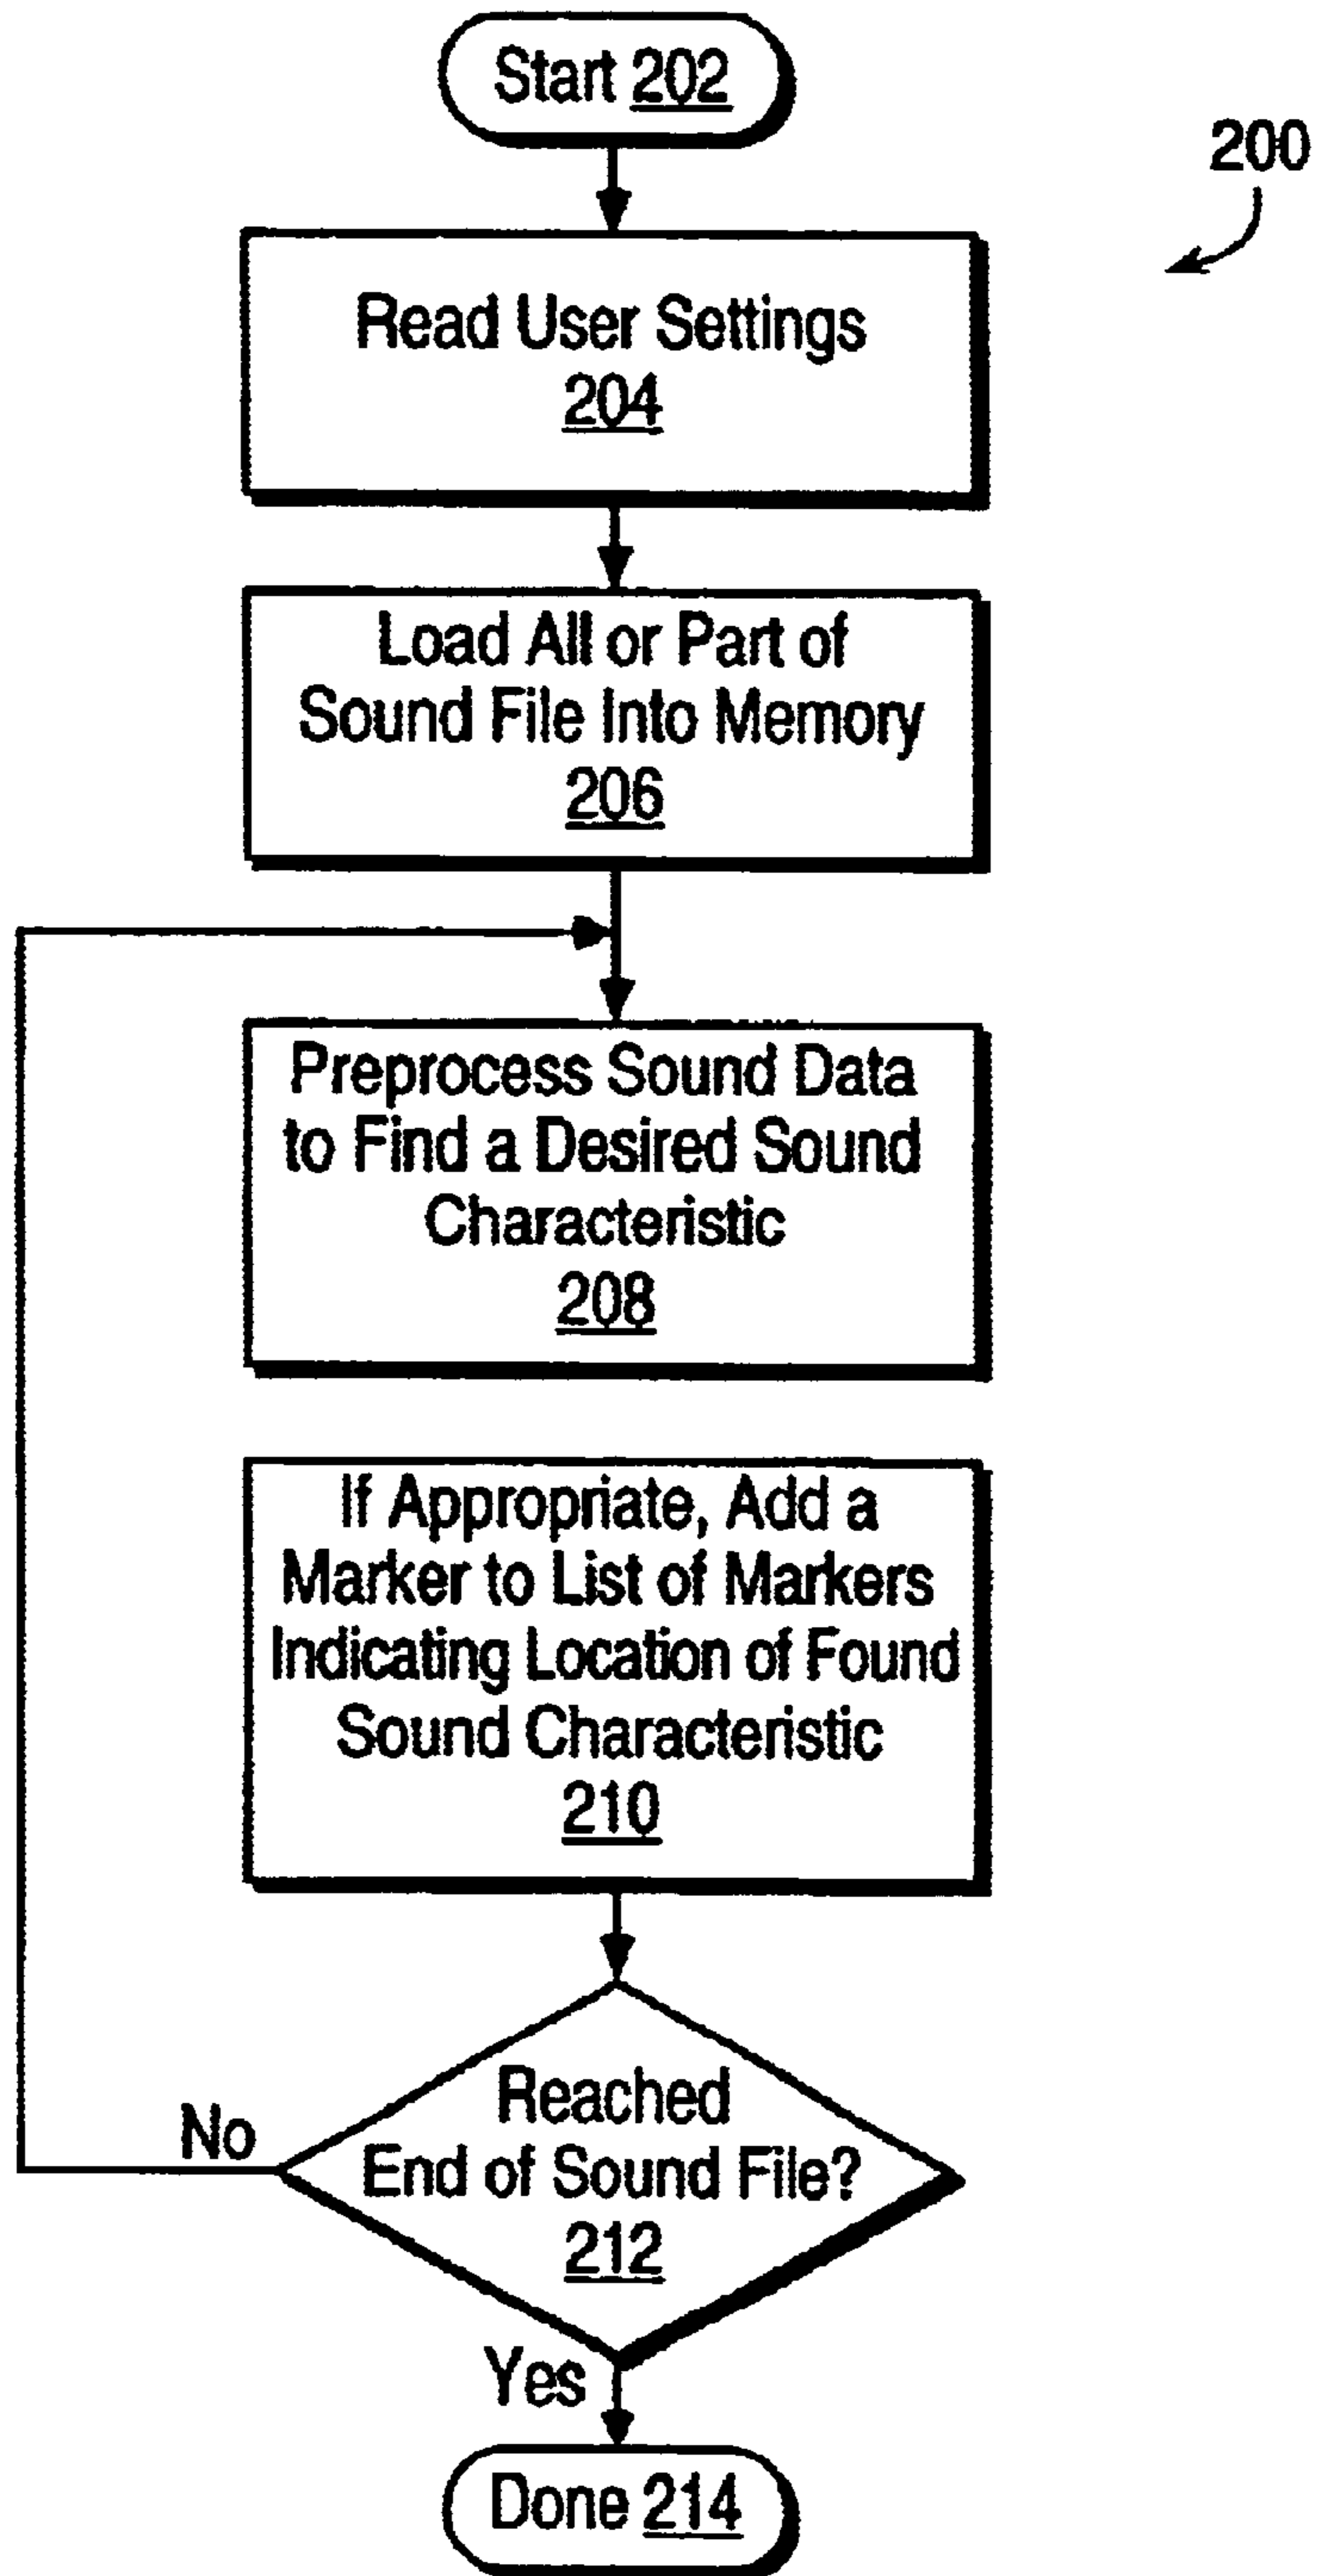 Start 202
200
Read User Settings
204
Load All or Part of
Sound File Into Memory
206
Preprocess Sound Data
to Find a Desired Sound
Characteristic
208
If Appropriate, Add a
Marker to List of Markers
Indicating Location of Found
Sound Characteristic
210
Reached
End of Sound File?
212
No
Yes
Done 214